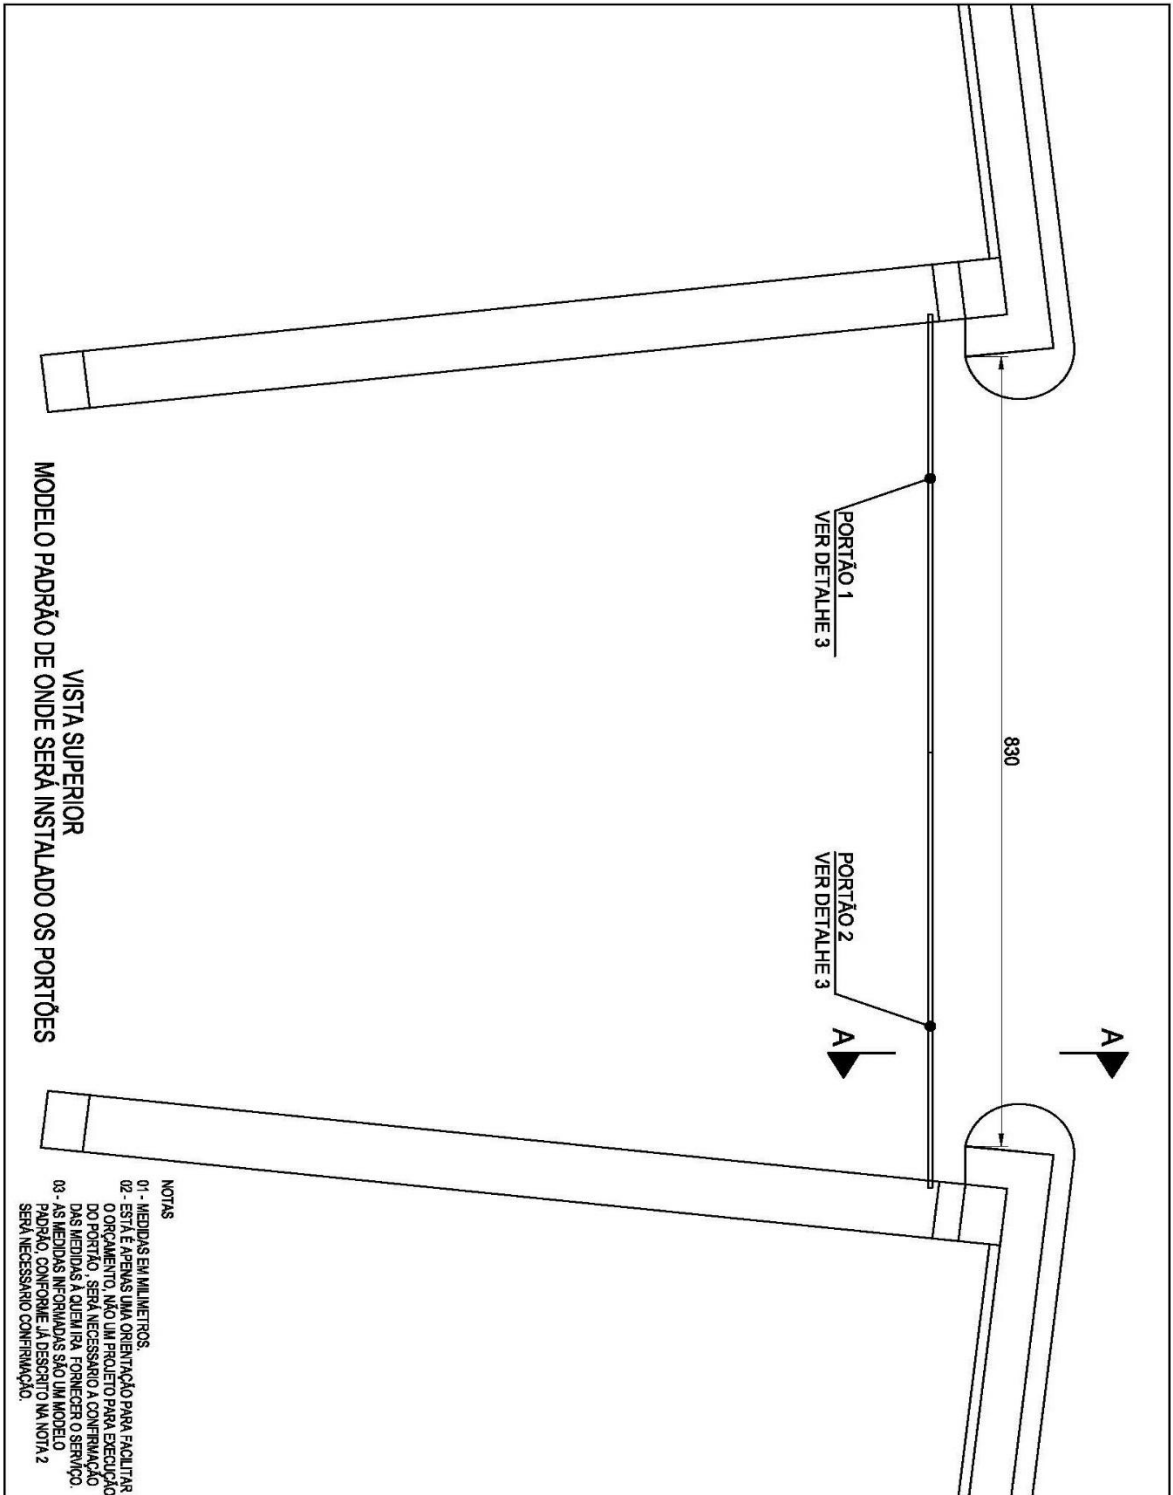 A
A
830
PORTÃO 1
VER DETALHE 3
PORTÃO 2
VER DETALHE 3
VISTA SUPERIOR
MODELO PADRÃO DE ONDE SERÁ INSTALADO OS PORTÕES
NOTAS
01 - MEDIDAS EM MILIMETROS.
02 - ESTÁ É APENAS UMA ORIENTAÇÃO PARA FACILITAR
O ORÇAMENTO, NÃO UM PROJETO PARA EXECUÇÃO
DO PORTÃO , SERÁ NECESSARIO A CONFIRMAÇÃO
DAS MEDIDAS À QUEM IRA FORNECER O SERVIÇO.
03 - AS MEDIDAS INFORMADAS SÃO UM MODELO
PADRÃO, CONFORME JÁ DESCRITO NA NOTA 2
SERÁ NECESSARIO CONFIRMAÇÃO.